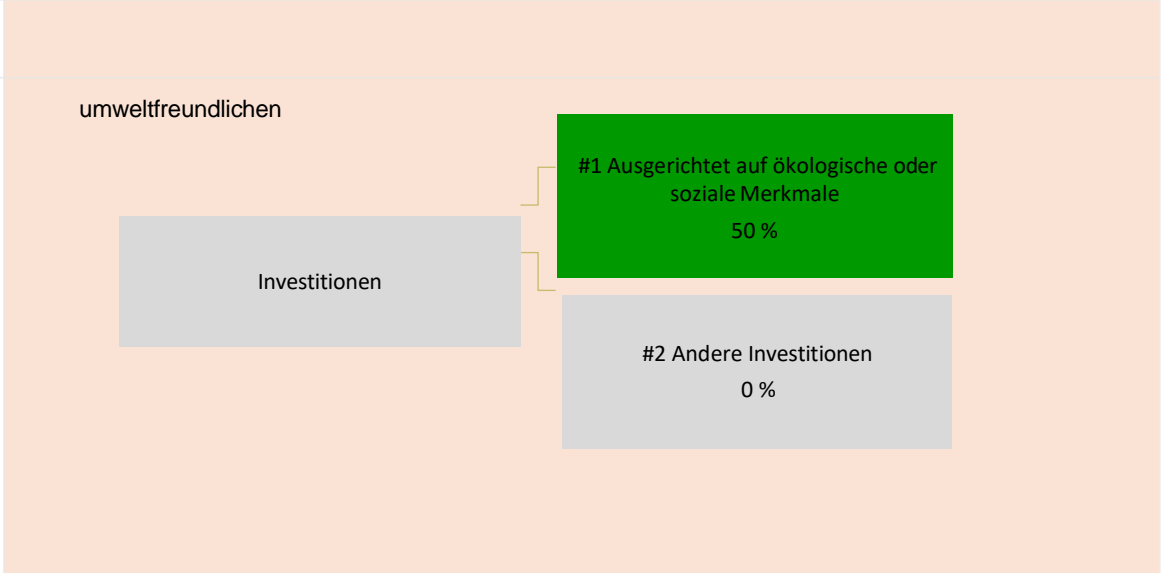 umweltfreundlichen
#1 Ausgerichtet auf ökologische oder
soziale Merkmale
50 %
Investitionen
#2 Andere Investitionen
0 %